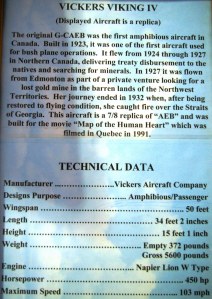 VICKERS VIKING IV
(Displayed Aircraft is a replica)
The original G-CAEB was the first amphibious aircraft in
Canada. Built in 1923, it was one of the first aircraft used
for bush plane operations. It flew from 1924 through 1927
in Northern Canada, delivering treaty disbursement to the
natives and searching for minerals. In 1927 it was flown
from Edmonton as part of a private venture looking for a
lost gold mine in the barren lands of the Northwest
Territories. Her journey ended in 1932 when, after being
restored to flying condition, she caught fire over the Straits
of Georgia. This aircraft is a 7/8 replica of "AEB" and was
built for the movie "Map of the Human Heart" which was
filmed in Quebec in 1991.
TECHNICAL DATA
Manufacturer ........................Vickers Aircraft Company
Designs Purpose ......................Amphibious/Passenger
Wingspan ................................................ 50 feet
Length ........................................ 34 feet 2 inches
Height .......................................... 15 feet 1 inch
Weight ................................ Empty 372 pounds
Gross 5600 pounds
Engine ................................ Napier Lion W Type
Horsepower ............................................ 450 hp
Maximum Speed .................................... 103 mph